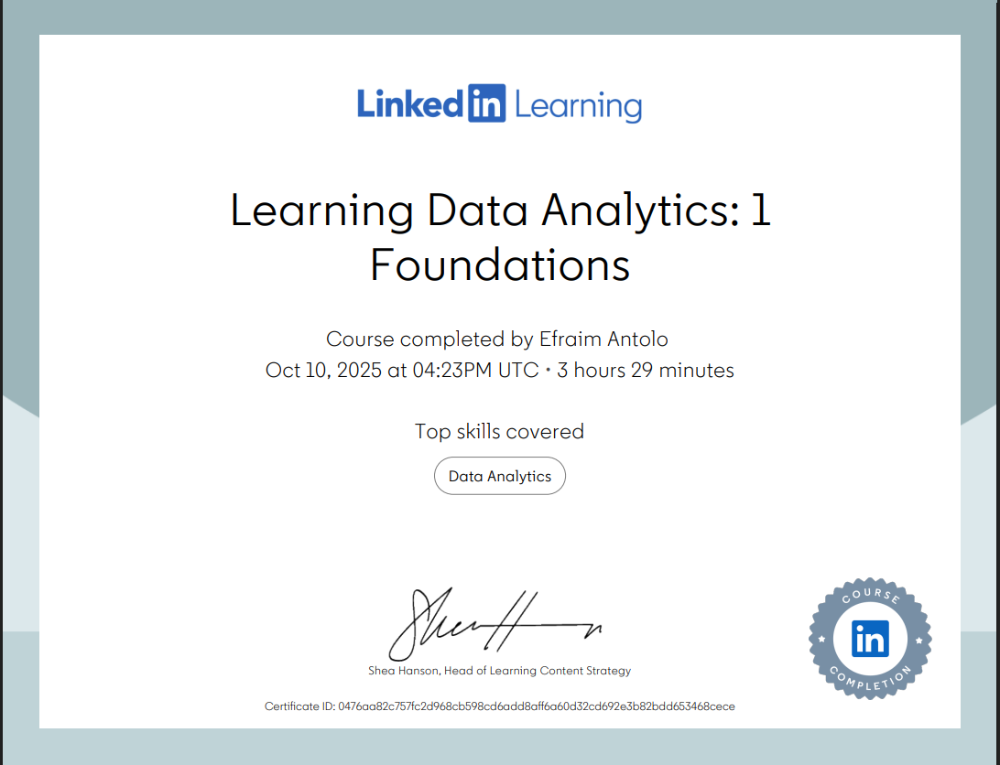 Linked in Learning
Learning Data Analytics: 1
Foundations
Course completed by Efraim Antolo
Oct 10, 2025 at 04:23PM UTC • 3 hours 29 minutes
Top skills covered
Data Analytics
Shea Hanson, Head of Learning Content Strategy
COURSE
in
COMPLETION
Certificate ID: 0476aa82c757fc2d968cb598cd6add8aff6a60d32cd692e3b82bdd653468cece